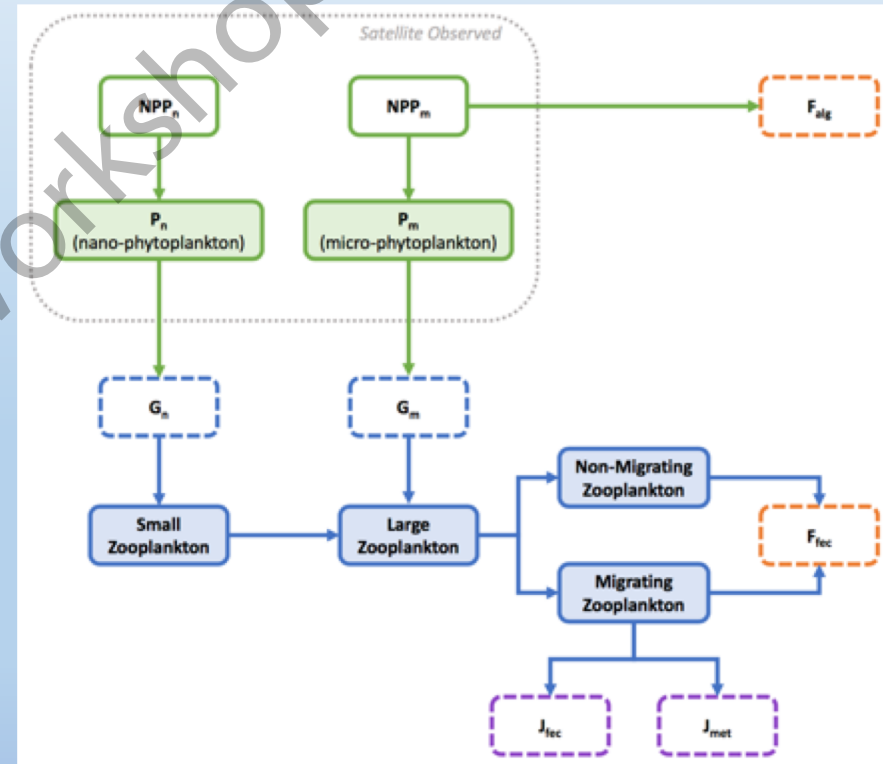 Satellite Observed
NPPn
NPPm
Falg
Pn
(nano-phytoplankton)
Pm
(micro-phytoplankton)
Gn
Gm
Non-Migrating
Zooplankton
Small
Zooplankton
Large
Zooplankton
Ffec
Migrating
Zooplankton
Jfec
Jmet